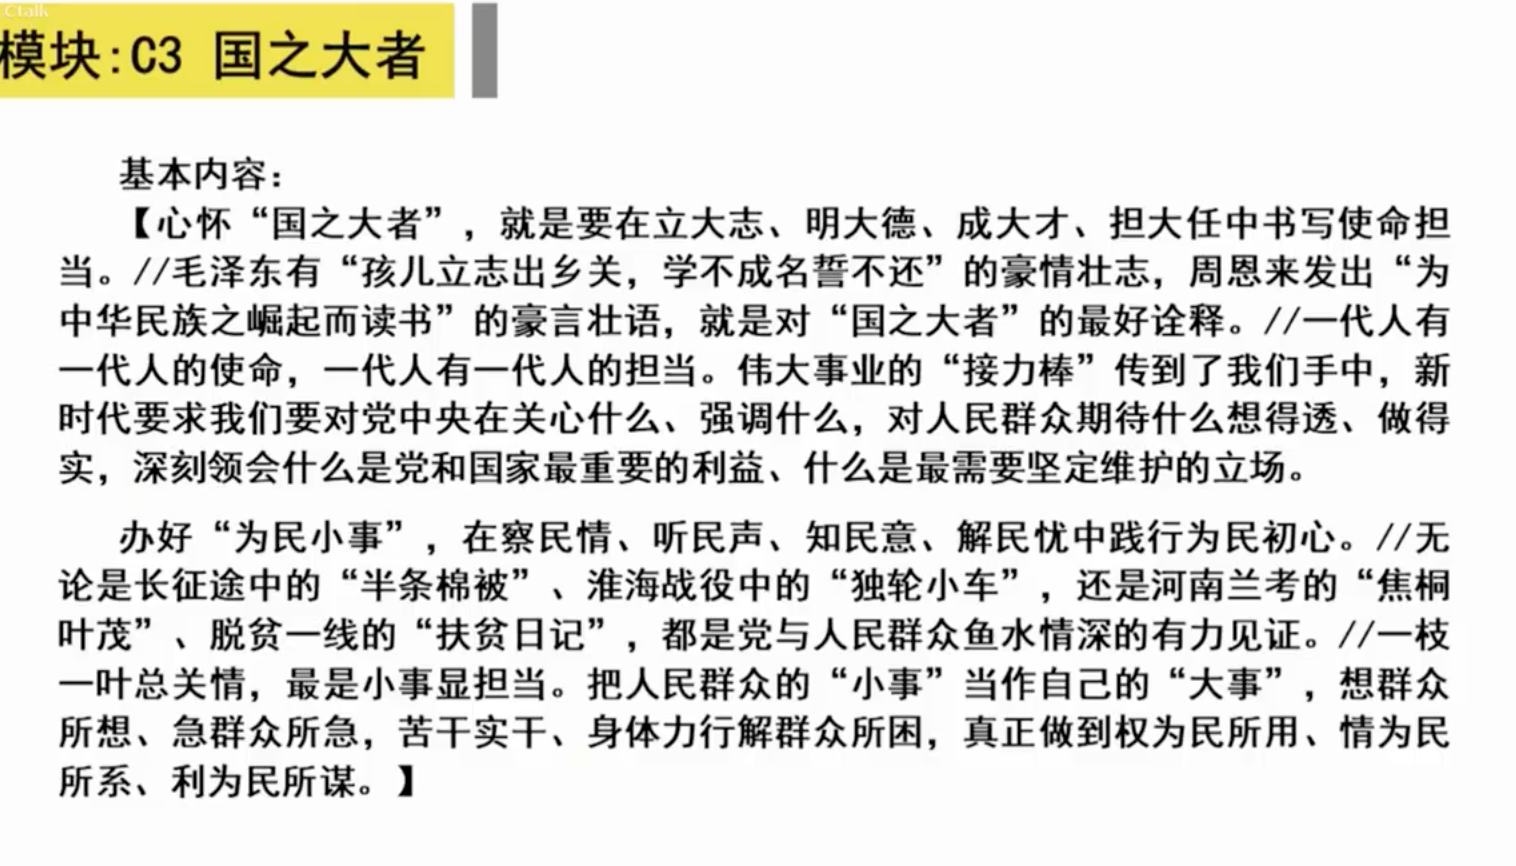 Ctalk
模块:C3 国之大者
基本内容：
【心怀“国之大者”，就是要在立大志、明大德、成大才、担大任中书写使命担
当。//毛泽东有“孩儿立志出乡关，学不成名誓不还”的豪情壮志，周恩来发出“为
中华民族之崛起而读书”的豪言壮语，就是对“国之大者”的最好诠释。//一代人有
一代人的使命，一代人有一代人的担当。伟大事业的“接力棒”传到了我们手中，新
时代要求我们要对党中央在关心什么、强调什么，对人民群众期待什么想得透、做得
实，深刻领会什么是党和国家最重要的利益、什么是最需要坚定维护的立场。
办好“为民小事”，在察民情、听民声、知民意、解民忧中践行为民初心。//无
论是长征途中的“半条棉被”、淮海战役中的“独轮小车”，还是河南兰考的“焦桐
叶茂”、脱贫一线的“扶贫日记”，都是党与人民群众鱼水情深的有力见证。//一枝
一叶总关情，最是小事显担当。把人民群众的“小事”当作自己的“大事”，想群众
所想、急群众所急，苦干实干、身体力行解群众所困，真正做到权为民所用、情为民
所系、利为民所谋。】